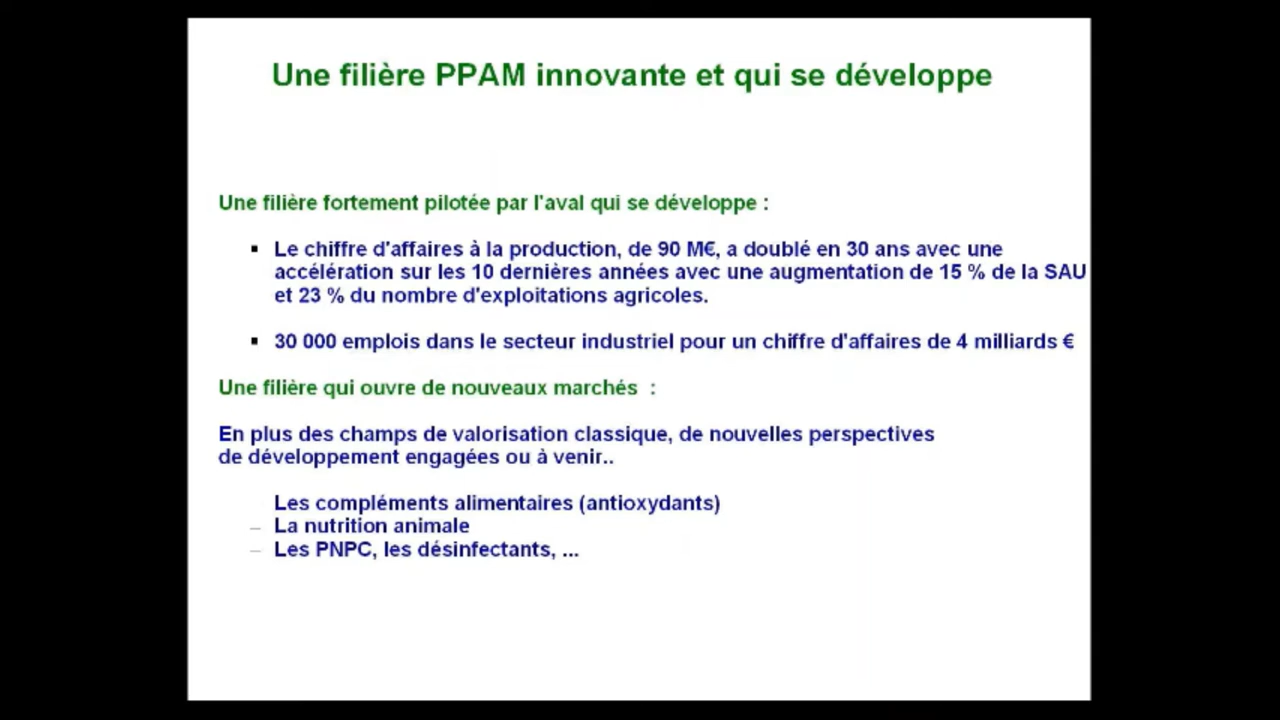 Une filière PPAM innovante et qui se développe
Une filière fortement pilotée par l'aval qui se développe :
▪ Le chiffre d'affaires à la production, de 90 M€, a doublé en 30 ans avec une
accélération sur les 10 dernières années avec une augmentation de 15 % de la SAU
et 23 % du nombre d'exploitations agricoles.
▪ 30 000 emplois dans le secteur industriel pour un chiffre d'affaires de 4 milliards €
Une filière qui ouvre de nouveaux marchés :
En plus des champs de valorisation classique, de nouvelles perspectives
de développement engagées ou à venir..
Les compléments alimentaires (antioxydants)
– La nutrition animale
– Les PNPC, les désinfectants, ...